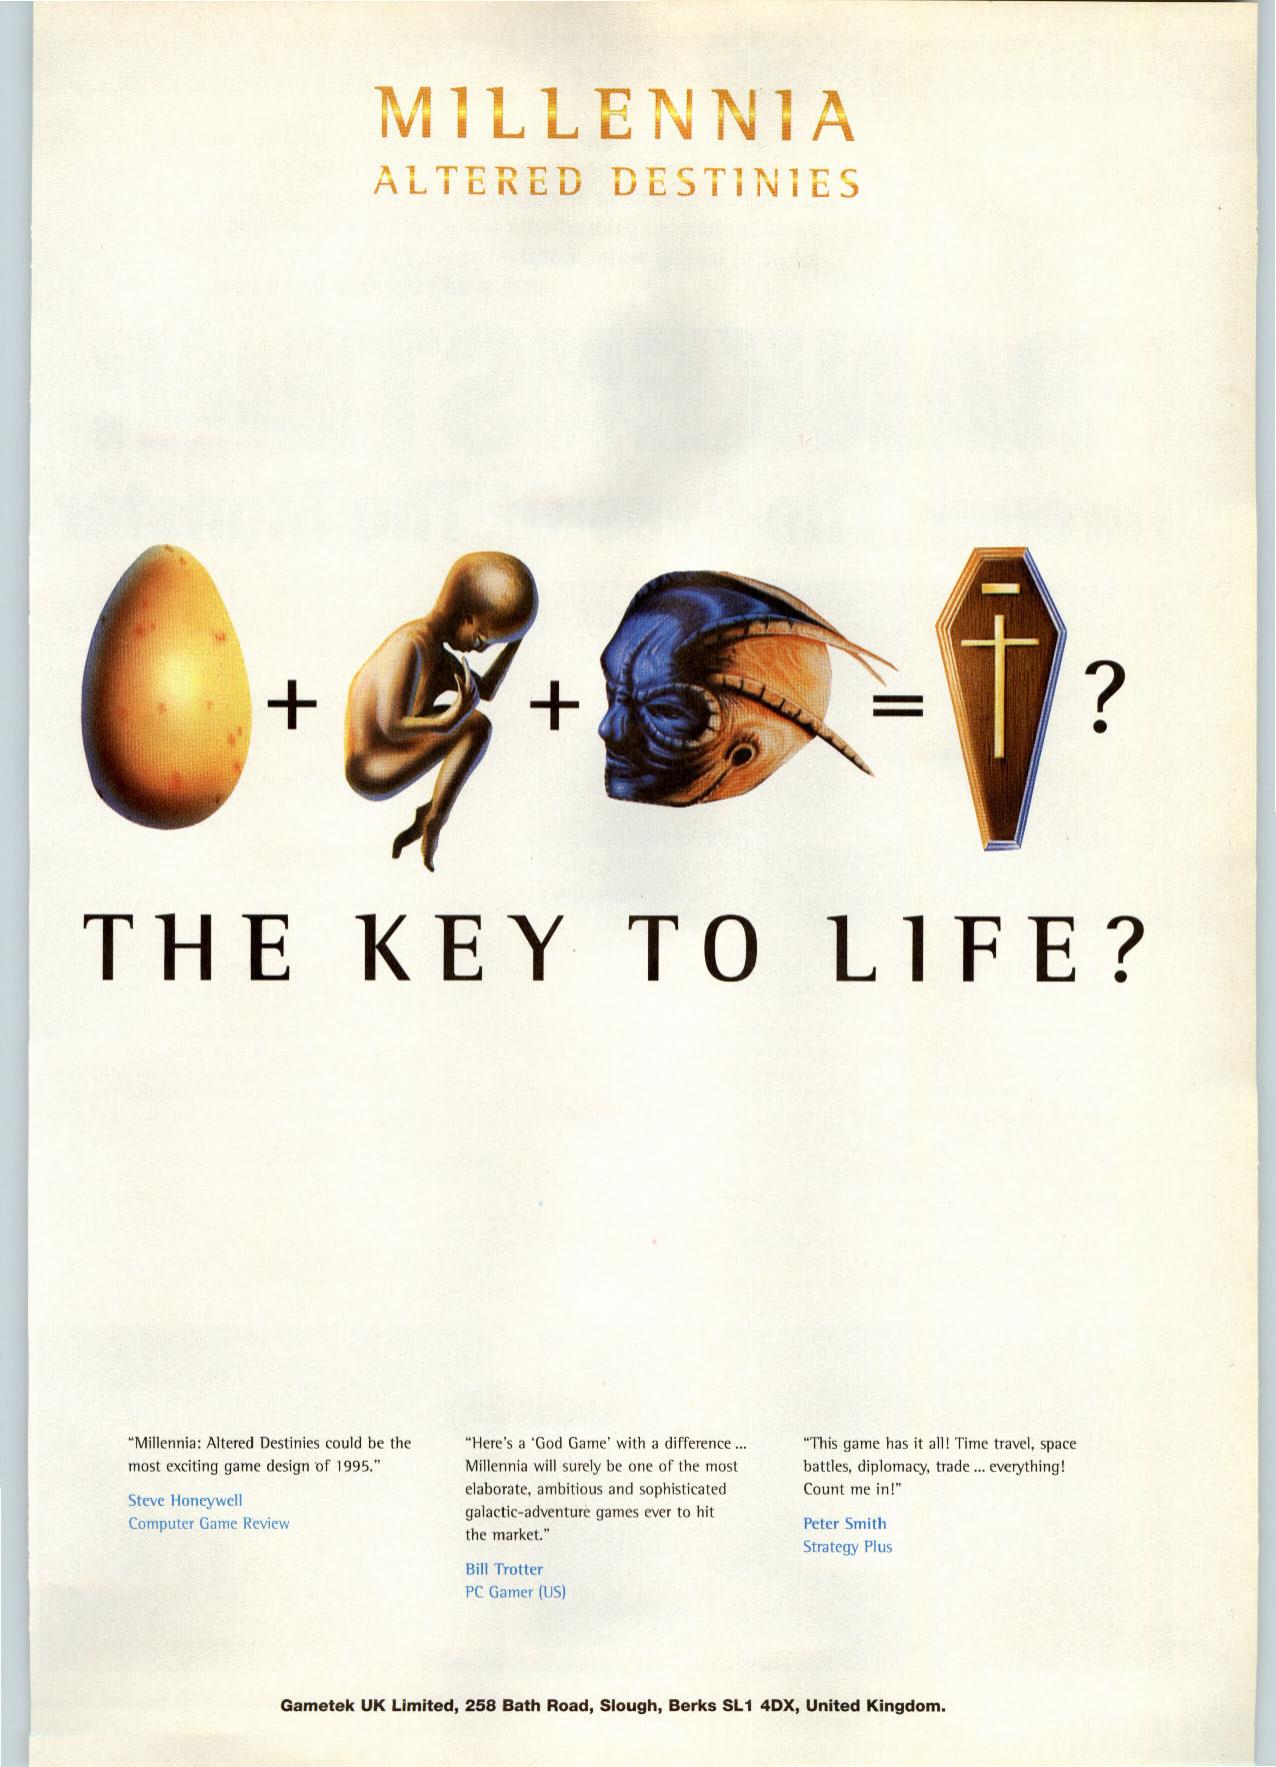 MILLENNIA
ALTERED DESTINIES
+ + = ?
THE KEY TO LIFE?
“Millennia: Altered Destinies could be the
most exciting game design of 1995.”
Steve Honeywell
Computer Game Review
“Here's a ‘God Game’ with a difference ...
Millennia will surely be one of the most
elaborate, ambitious and sophisticated
galactic-adventure games ever to hit
the market.”
Bill Trotter
PC Gamer (US)
“This game has it all! Time travel, space
battles, diplomacy, trade ... everything!
Count me in!”
Peter Smith
Strategy Plus
Gametek UK Limited, 258 Bath Road, Slough, Berks SL1 4DX, United Kingdom.